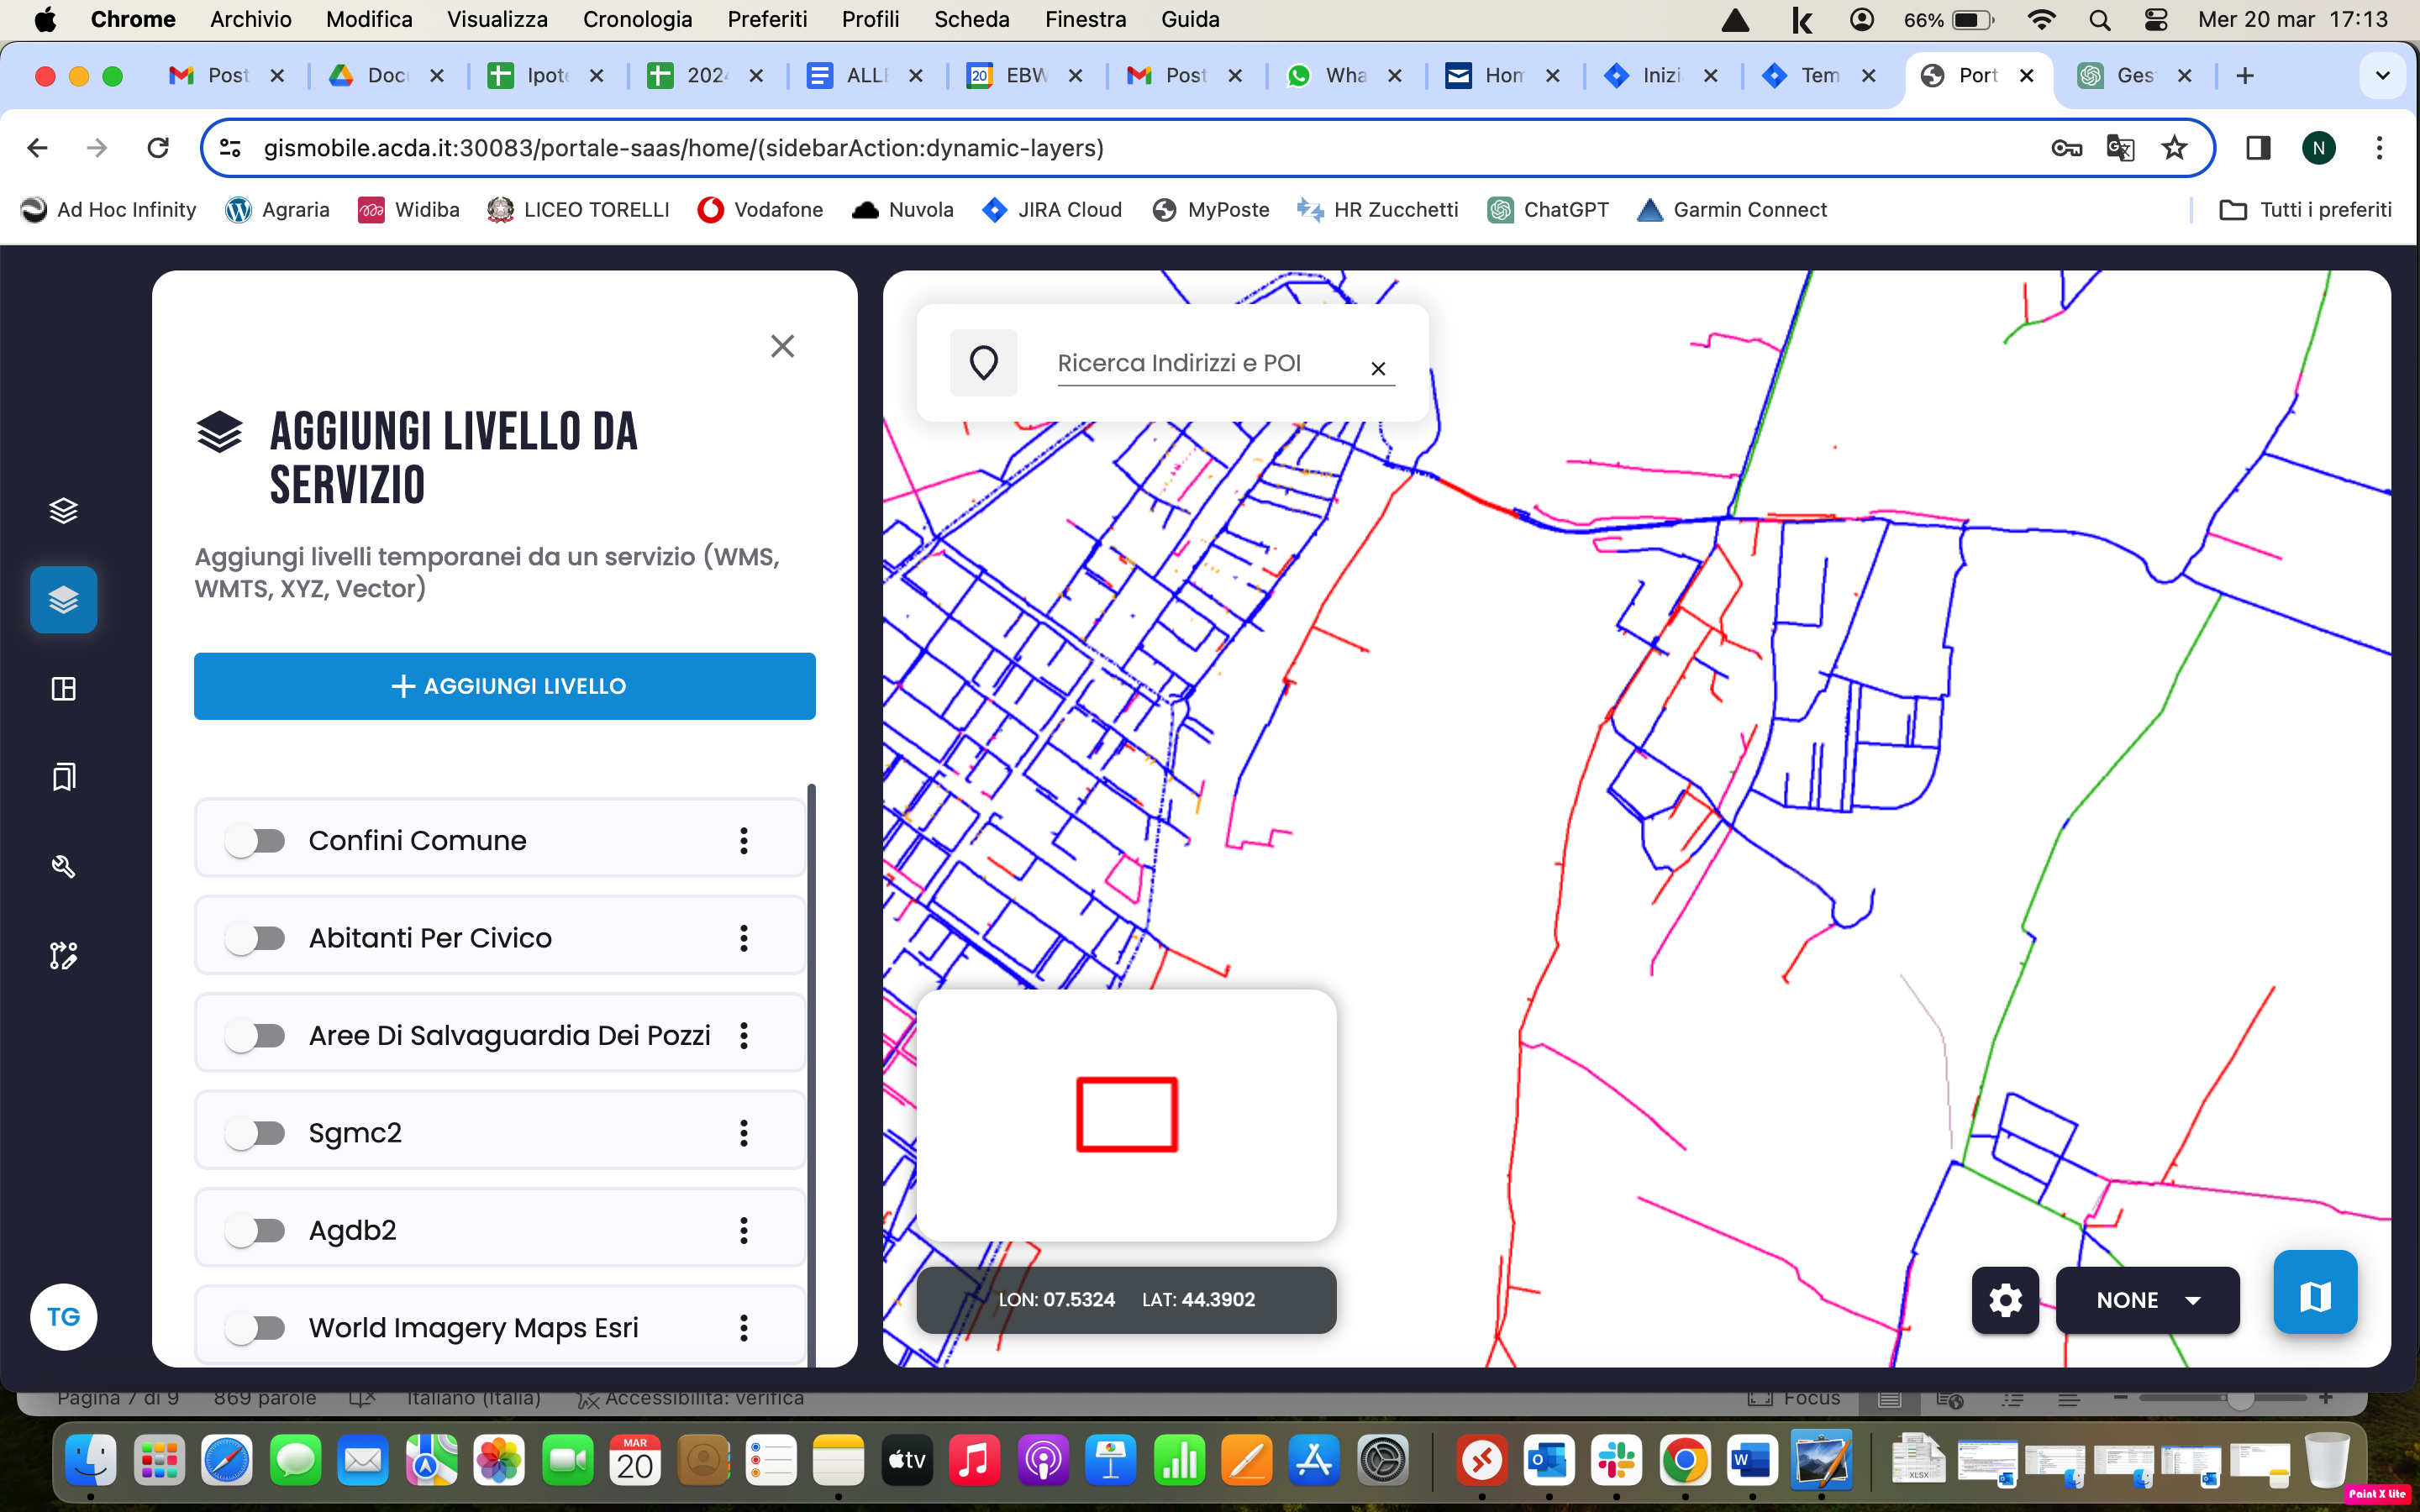 Chrome Archivio Modifica Visualizza Cronologia Preferiti Profili Scheda Finestra Guida 66% Mer 20 mar 17:13
Post Doc Ipot 202 ALL 20 EBW Post Wha Hom Inizi Tem Port Ges
gismobile.acda.it:30083/portale-saas/home/(sidebarAction:dynamic-layers) N
Ad Hoc Infinity Agraria Widiba LICEO TORELLI Vodafone Nuvola JIRA Cloud MyPoste HR Zucchetti ChatGPT Garmin Connect Tutti i preferiti
Ricerca Indirizzi e POI
AGGIUNGI LIVELLO DA
SERVIZIO
Aggiungi livelli temporanei da un servizio (WMS,
WMTS, XYZ, Vector)
+ AGGIUNGI LIVELLO
Confini Comune
Abitanti Per Civico
Aree Di Salvaguardia Dei Pozzi
Sgmc2
Agdb2
World Imagery Maps Esri
TG
LON: 07.5324 LAT: 44.3902
NONE
Pagina 7 di 9 869 parole Italiano (Italia) Accessibilità: verifica Focus
MAR
20
tv
XLSX
Paint X Lite